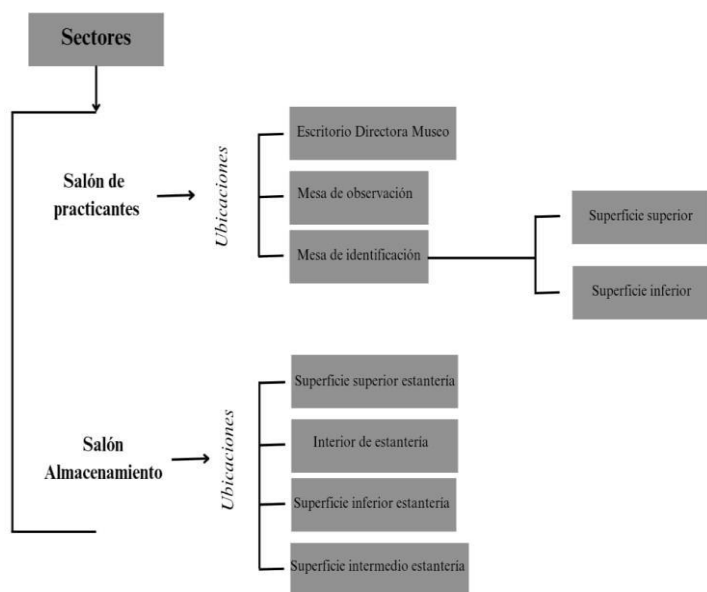 Sectores
Salón de
practicantes
Ubicaciones
Escritorio Directora Museo
Mesa de observación
Mesa de identificación
Superficie superior
Superficie inferior
Salón
Almacenamiento
Ubicaciones
Superficie superior estantería
Interior de estantería
Superficie inferior estantería
Superficie intermedio estantería